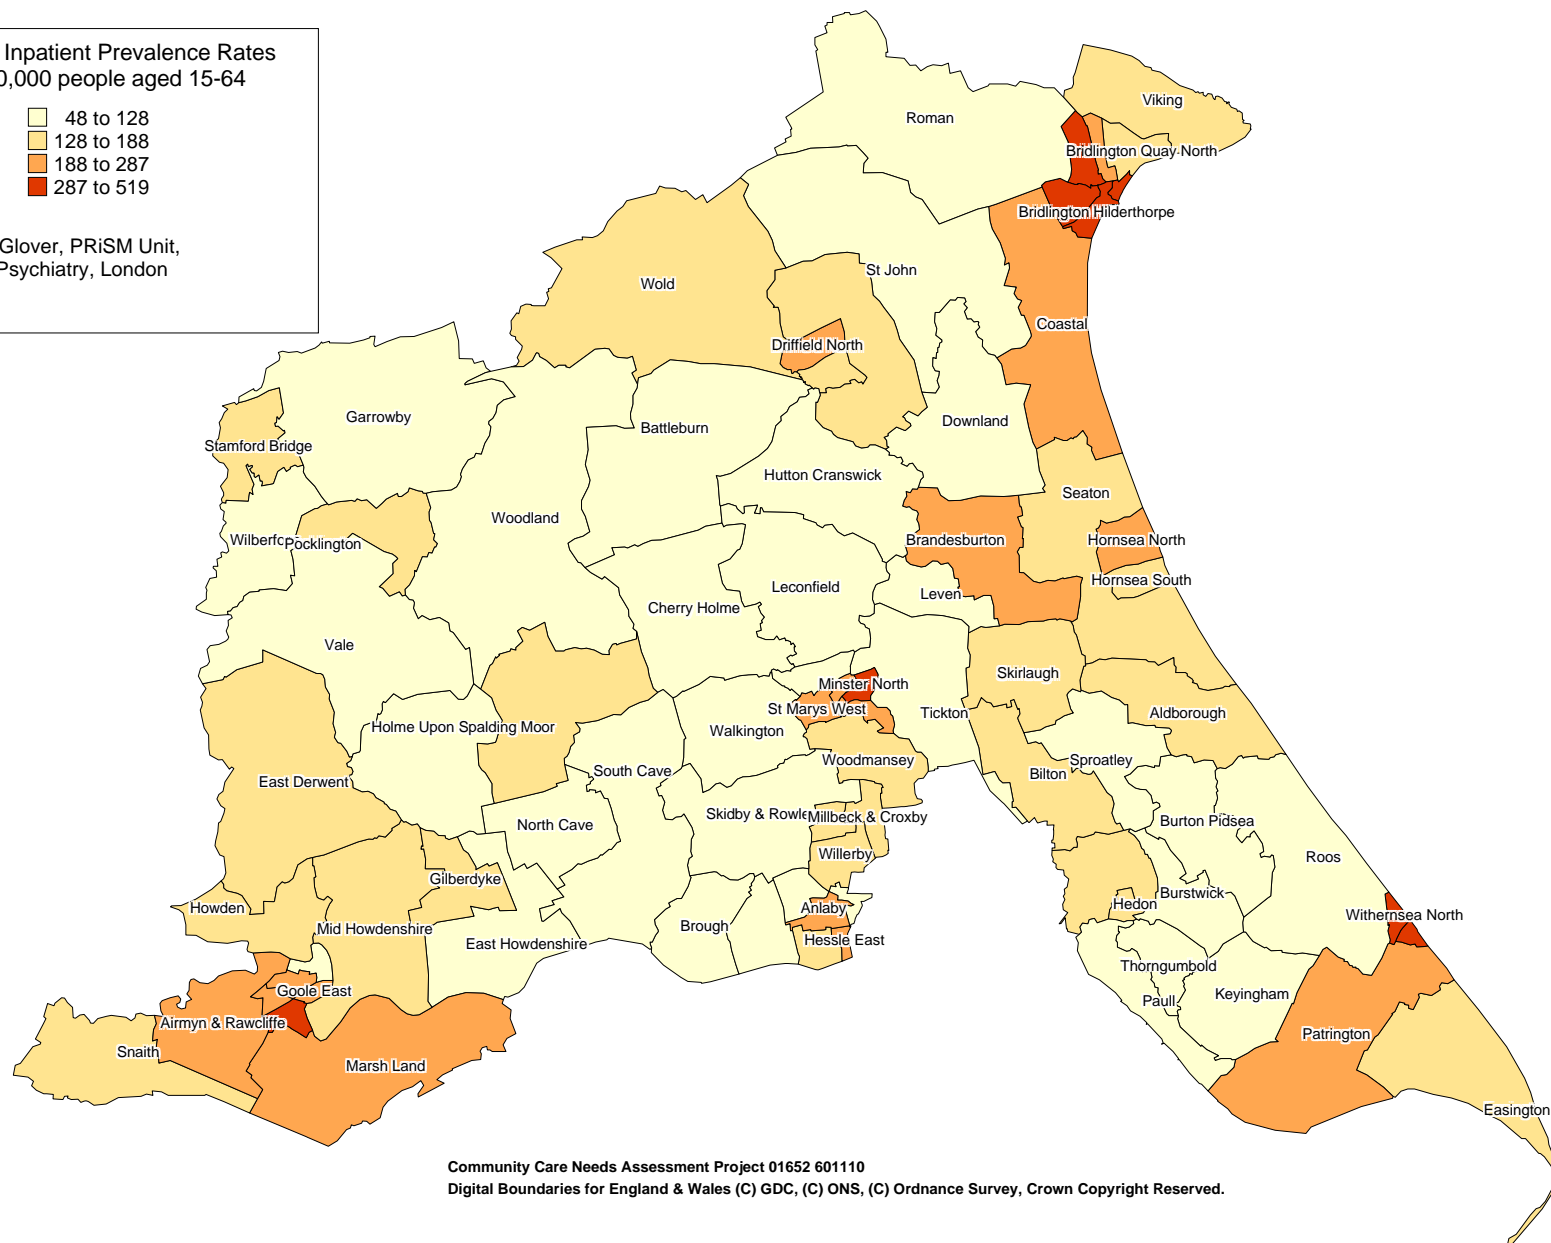 Inpatient Prevalence Rates
0,000 people aged 15-64
48 to 128
128 to 188
188 to 287
287 to 519
Glover, PRiSM Unit,
Psychiatry, London
Roman
Viking
Bridlington Quay North
Bridlington Hilderthorpe
St John
Wold
Coastal
Driffield North
Garrowby
Battleburn
Downland
Stamford Bridge
Hutton Cranswick
Seaton
Woodland
Wilberfo
Pocklington
Brandesburton
Hornsea North
Hornsea South
Leconfield
Leven
Cherry Holme
Vale
Skirlaugh
Minster North
St Marys West
Tickton
Aldborough
Holme Upon Spalding Moor
Walkington
Woodmansey
Sproatley
South Cave
Bilton
East Derwent
Skidby & Rowle
Millbeck & Croxby
North Cave
Burton Pidsea
Willerby
Roos
Gilberdyke
Burstwick
Hedon
Howden
Anlaby
Withernsea North
Mid Howdenshire
Brough
East Howdenshire
Hessle East
Thorngumbold
Goole East
Keyingham
Paull
Airmyn & Rawcliffe
Patrington
Snaith
Marsh Land
Easington
Community Care Needs Assessment Project 01652 601110
Digital Boundaries for England & Wales (C) GDC, (C) ONS, (C) Ordnance Survey, Crown Copyright Reserved.